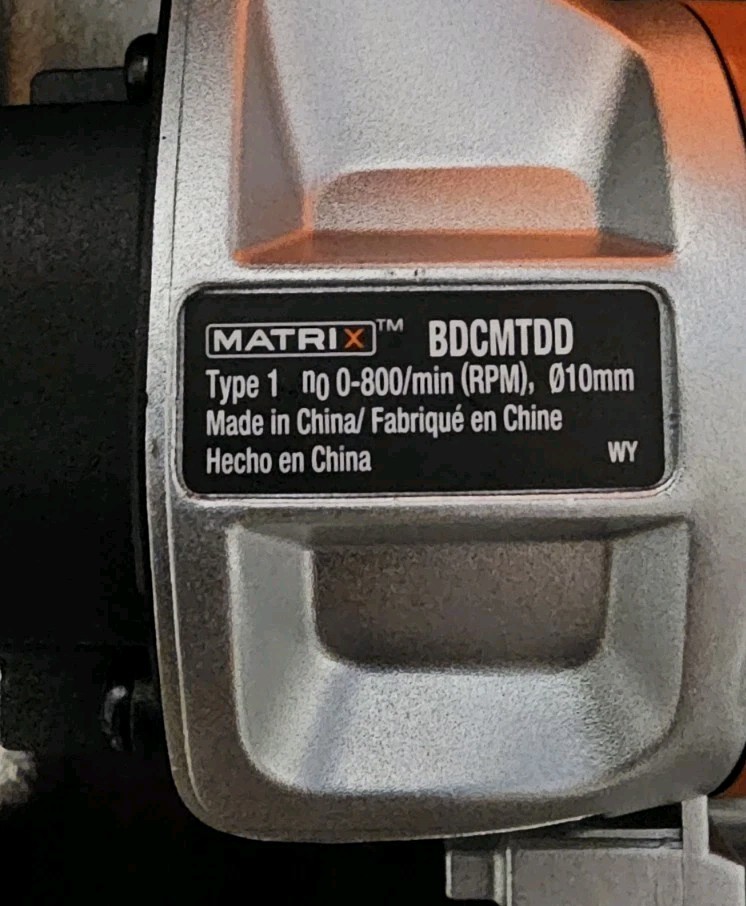 MATRIX™ BDCMTDD
Type 1 n0 0-800/min (RPM), Ø10mm
Made in China/ Fabriqué en Chine
Hecho en China WY